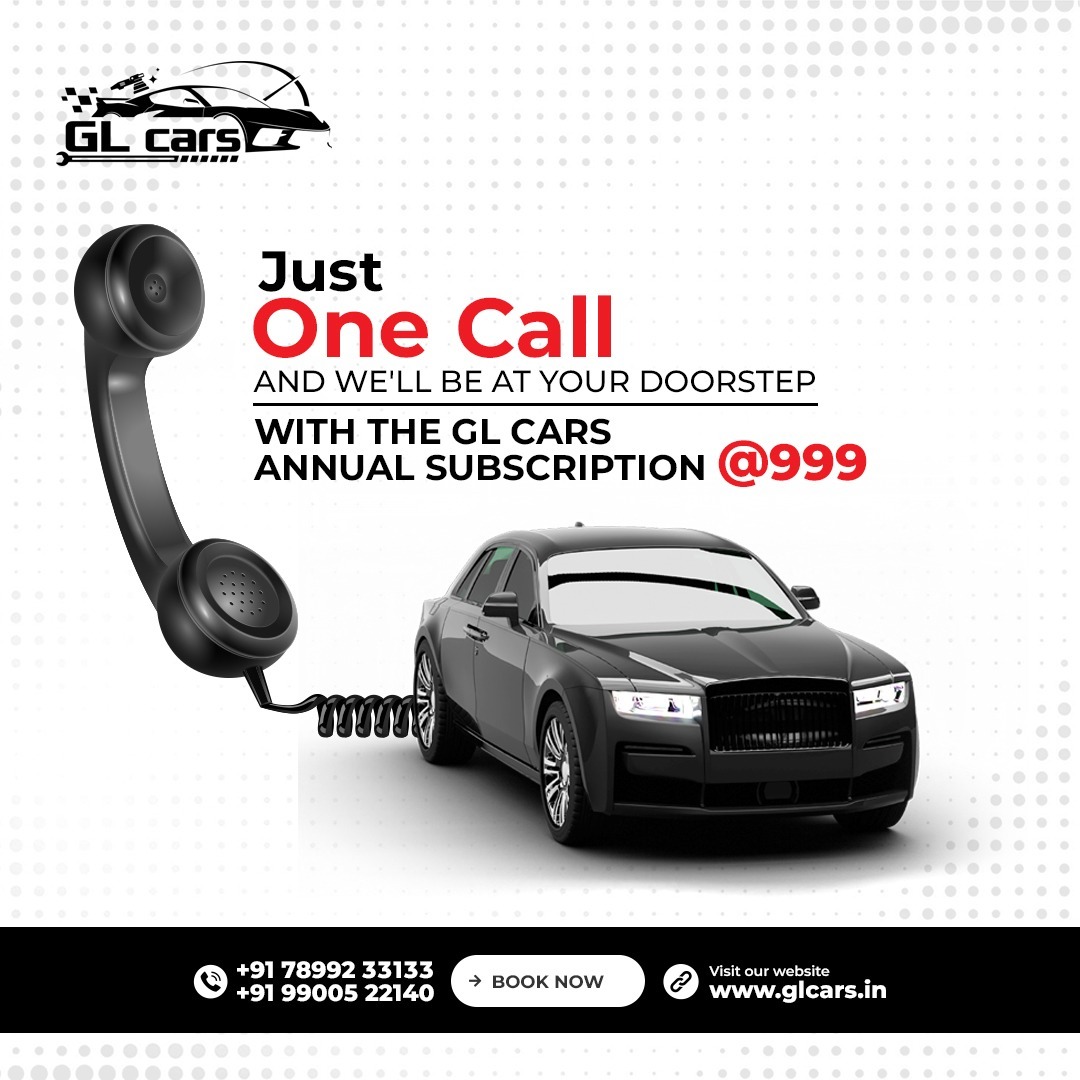 GL cars
Just
One Call
AND WE'LL BE AT YOUR DOORSTEP
WITH THE GL CARS
ANNUAL SUBSCRIPTION @999
+91 78992 33133
+91 99005 22140
BOOK NOW
Visit our website
www.glcars.in